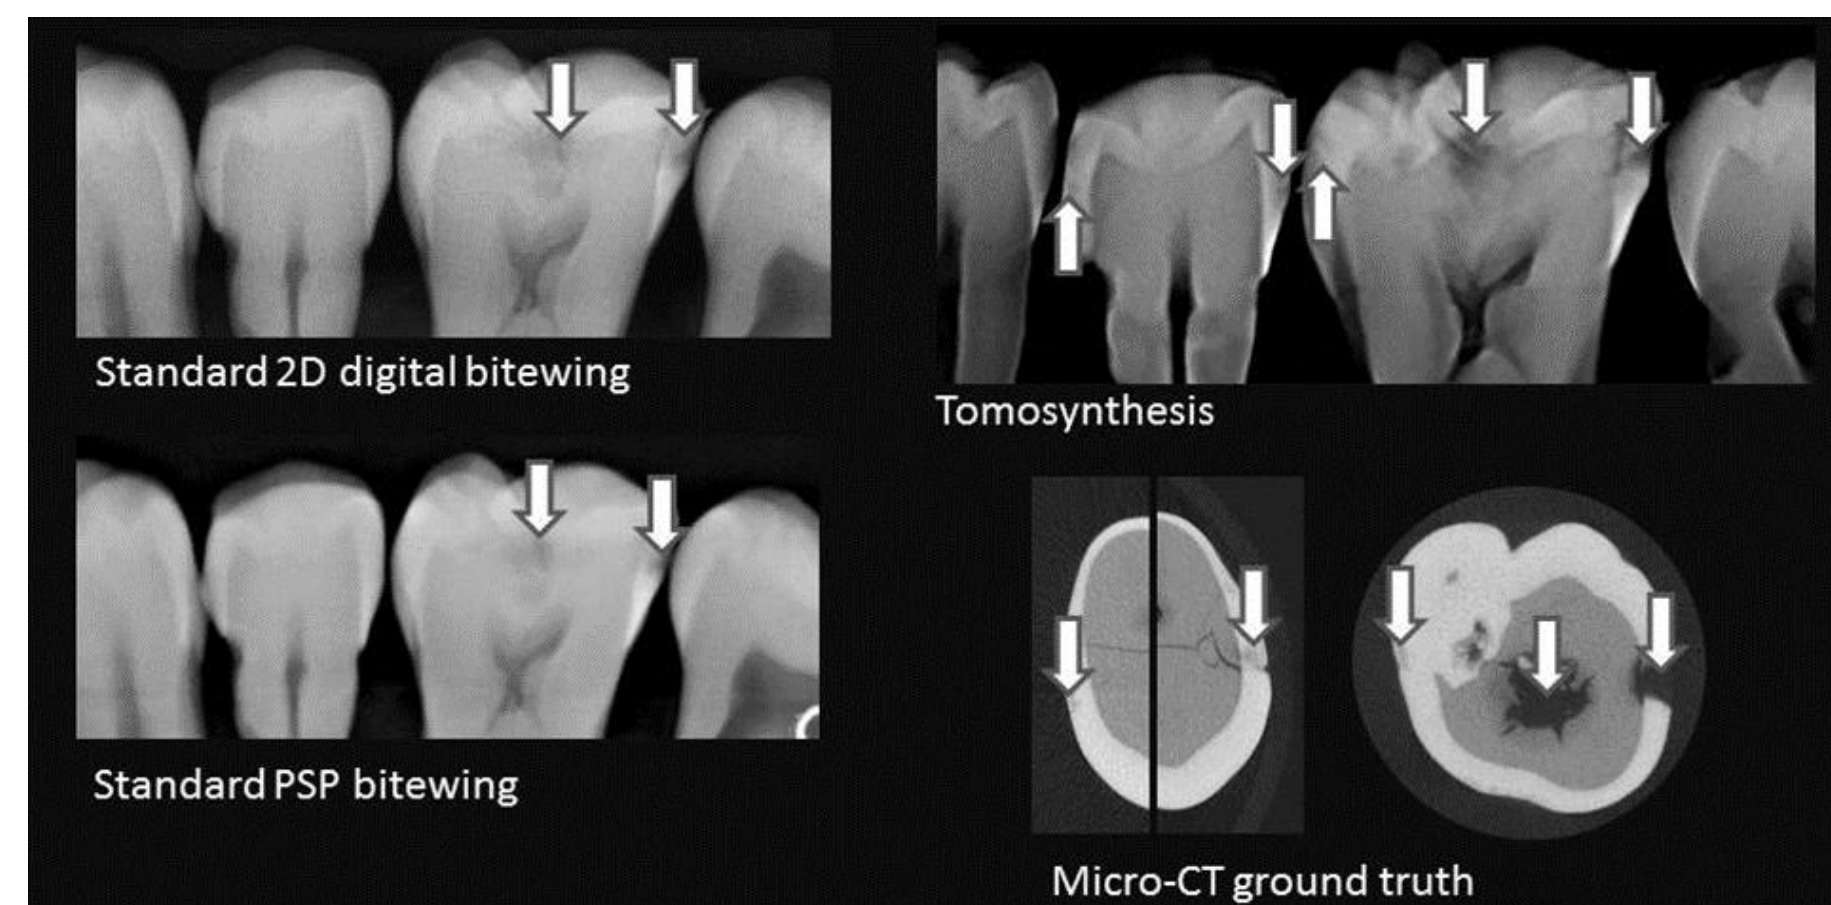 Standard 2D digital bitewing
Tomosynthesis
Standard PSP bitewing
Micro-CT ground truth